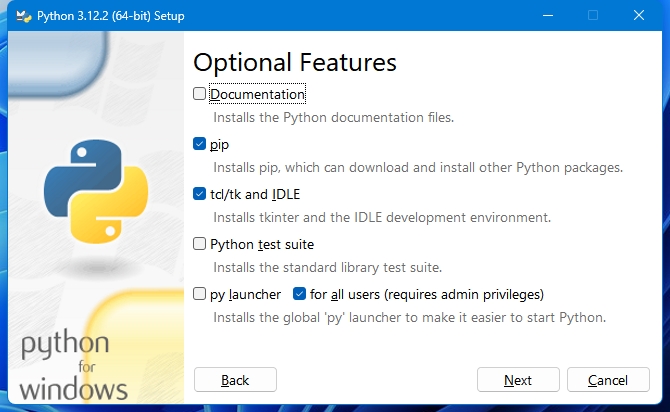 Python 3.12.2 (64-bit) Setup
Optional Features
Documentation
Installs the Python documentation files.
pip
Installs pip, which can download and install other Python packages.
tcl/tk and IDLE
Installs tkinter and the IDLE development environment.
Python test suite
Installs the standard library test suite.
py launcher for all users (requires admin privileges)
Installs the global 'py' launcher to make it easier to start Python.
python
for
windows
Back Next Cancel